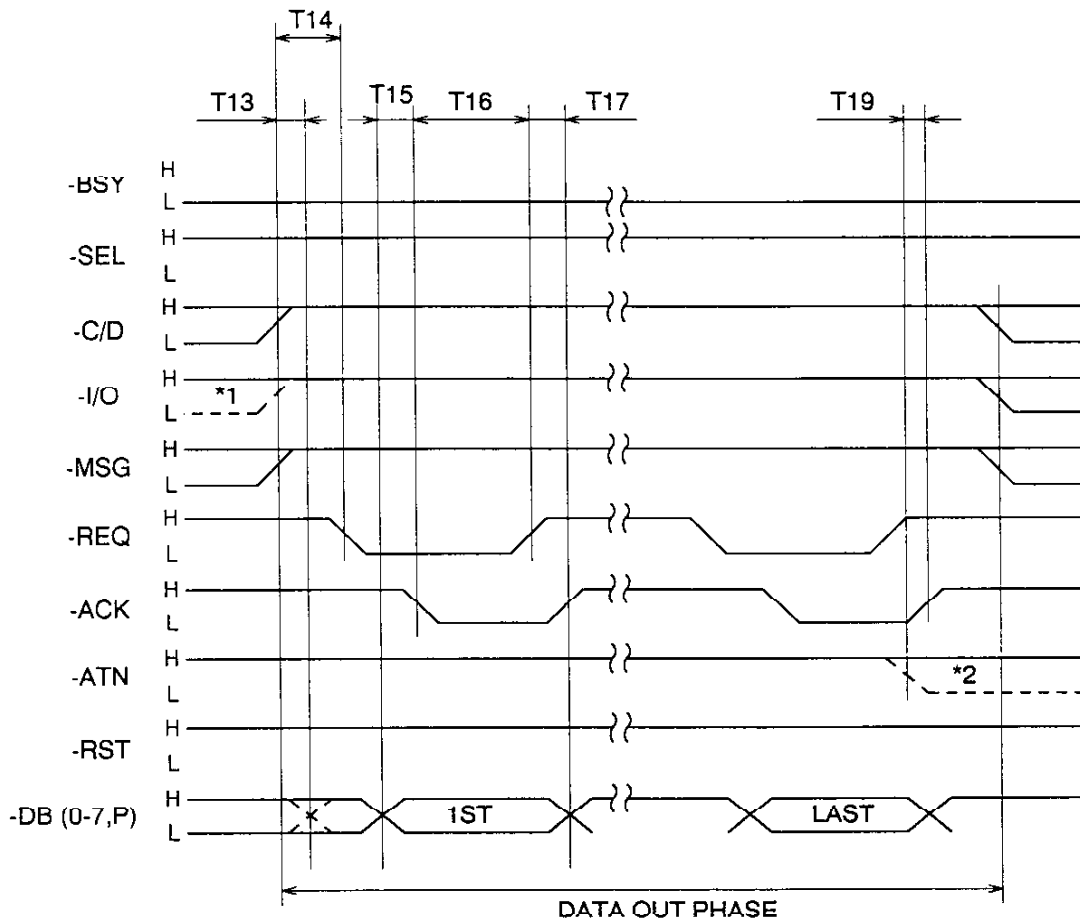 T14
T13 T15 T16 T17 T19
-BSY H
L
-SEL H
L
-C/D H
L
-I/O H
*1
L
-MSG H
L
-REQ H
L
-ACK H
L
-ATN H
*2
L
-RST H
L
-DB (0-7,P) H
1ST LAST
L
DATA OUT PHASE